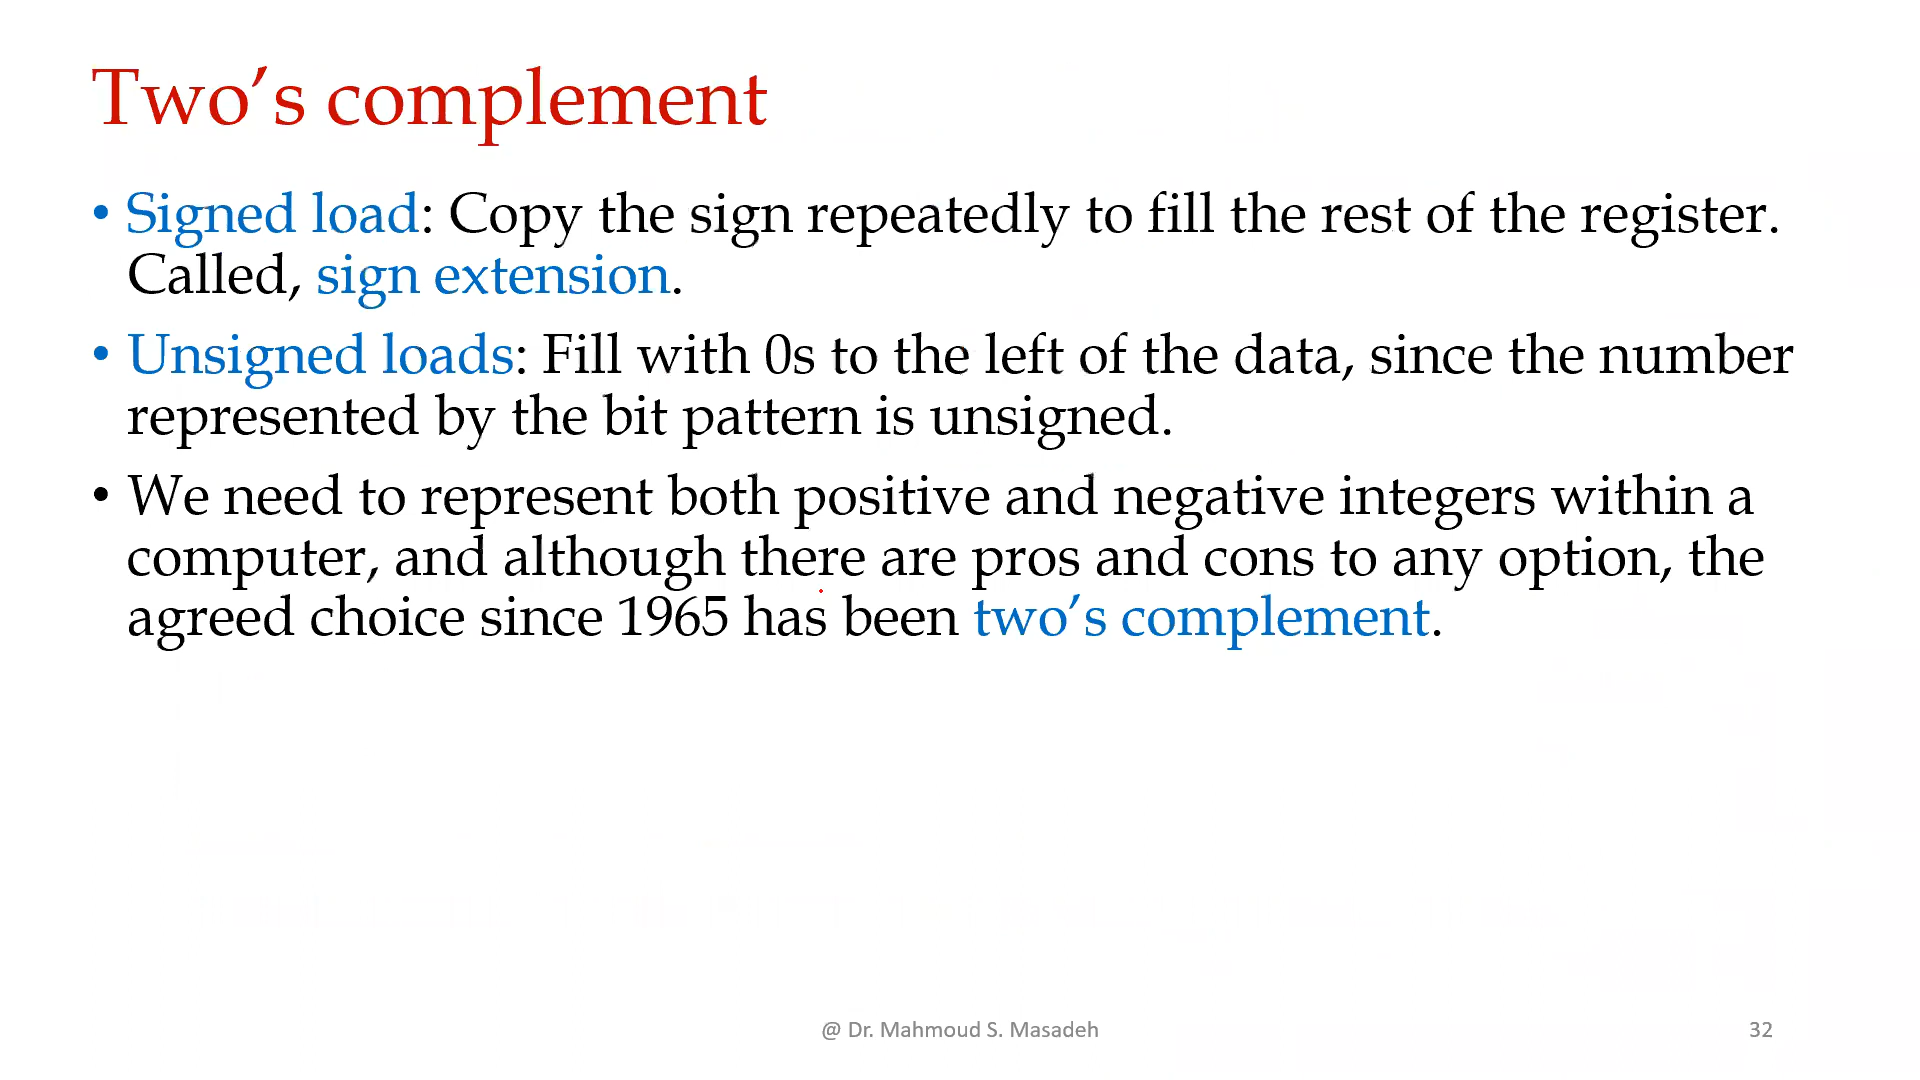 Two’s complement
• Signed load: Copy the sign repeatedly to fill the rest of the register.
Called, sign extension.
• Unsigned loads: Fill with 0s to the left of the data, since the number
represented by the bit pattern is unsigned.
• We need to represent both positive and negative integers within a
computer, and although there are pros and cons to any option, the
agreed choice since 1965 has been two’s complement.
@ Dr. Mahmoud S. Masadeh
32